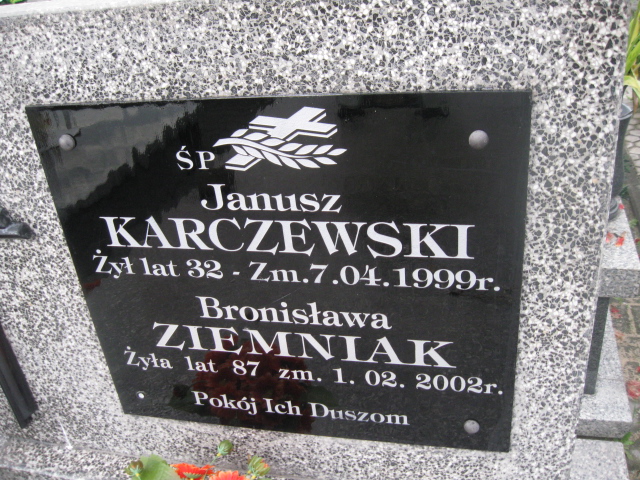 ŚP
Janusz
KARCZEWSKI
Żył lat 32 - Zm.7.04.1999r.
Bronisława
ZIEMNIAK
Żyła lat 87 zm. 1. 02. 2002r.
Pokój Ich Duszom